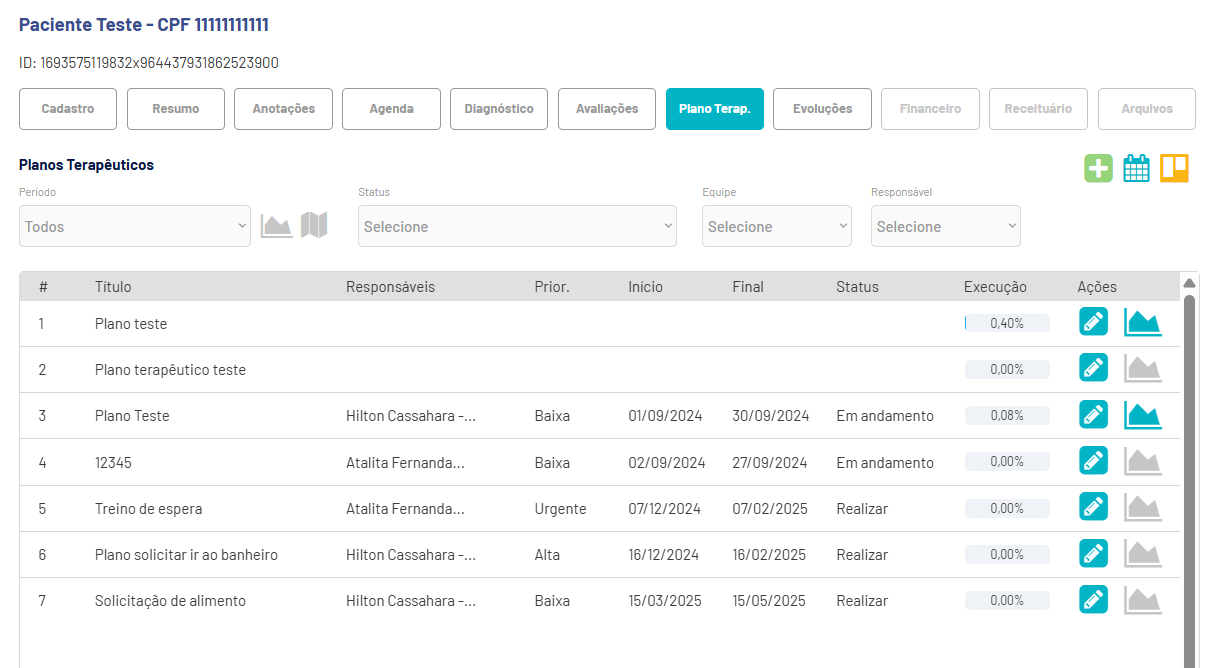 Paciente Teste - CPF 11111111111
ID: 1693575119832x964437931862523900
Cadastro Resumo Anotações Agenda Diagnóstico Avaliações Plano Terap. Evoluções Financeiro Receituário Arquivos
Planos Terapêuticos
Período Status Equipe Responsável
Todos Selecione Selecione Selecione
# Título Responsáveis Prior. Início Final Status Execução Ações
1 Plano teste 0,40%
2 Plano terapêutico teste 0,00%
3 Plano Teste Hilton Cassahara -... Baixa 01/09/2024 30/09/2024 Em andamento 0,08%
4 12345 Atalita Fernanda... Baixa 02/09/2024 27/09/2024 Em andamento 0,00%
5 Treino de espera Atalita Fernanda... Urgente 07/12/2024 07/02/2025 Realizar 0,00%
6 Plano solicitar ir ao banheiro Hilton Cassahara -... Alta 16/12/2024 16/02/2025 Realizar 0,00%
7 Solicitação de alimento Hilton Cassahara -... Baixa 15/03/2025 15/05/2025 Realizar 0,00%